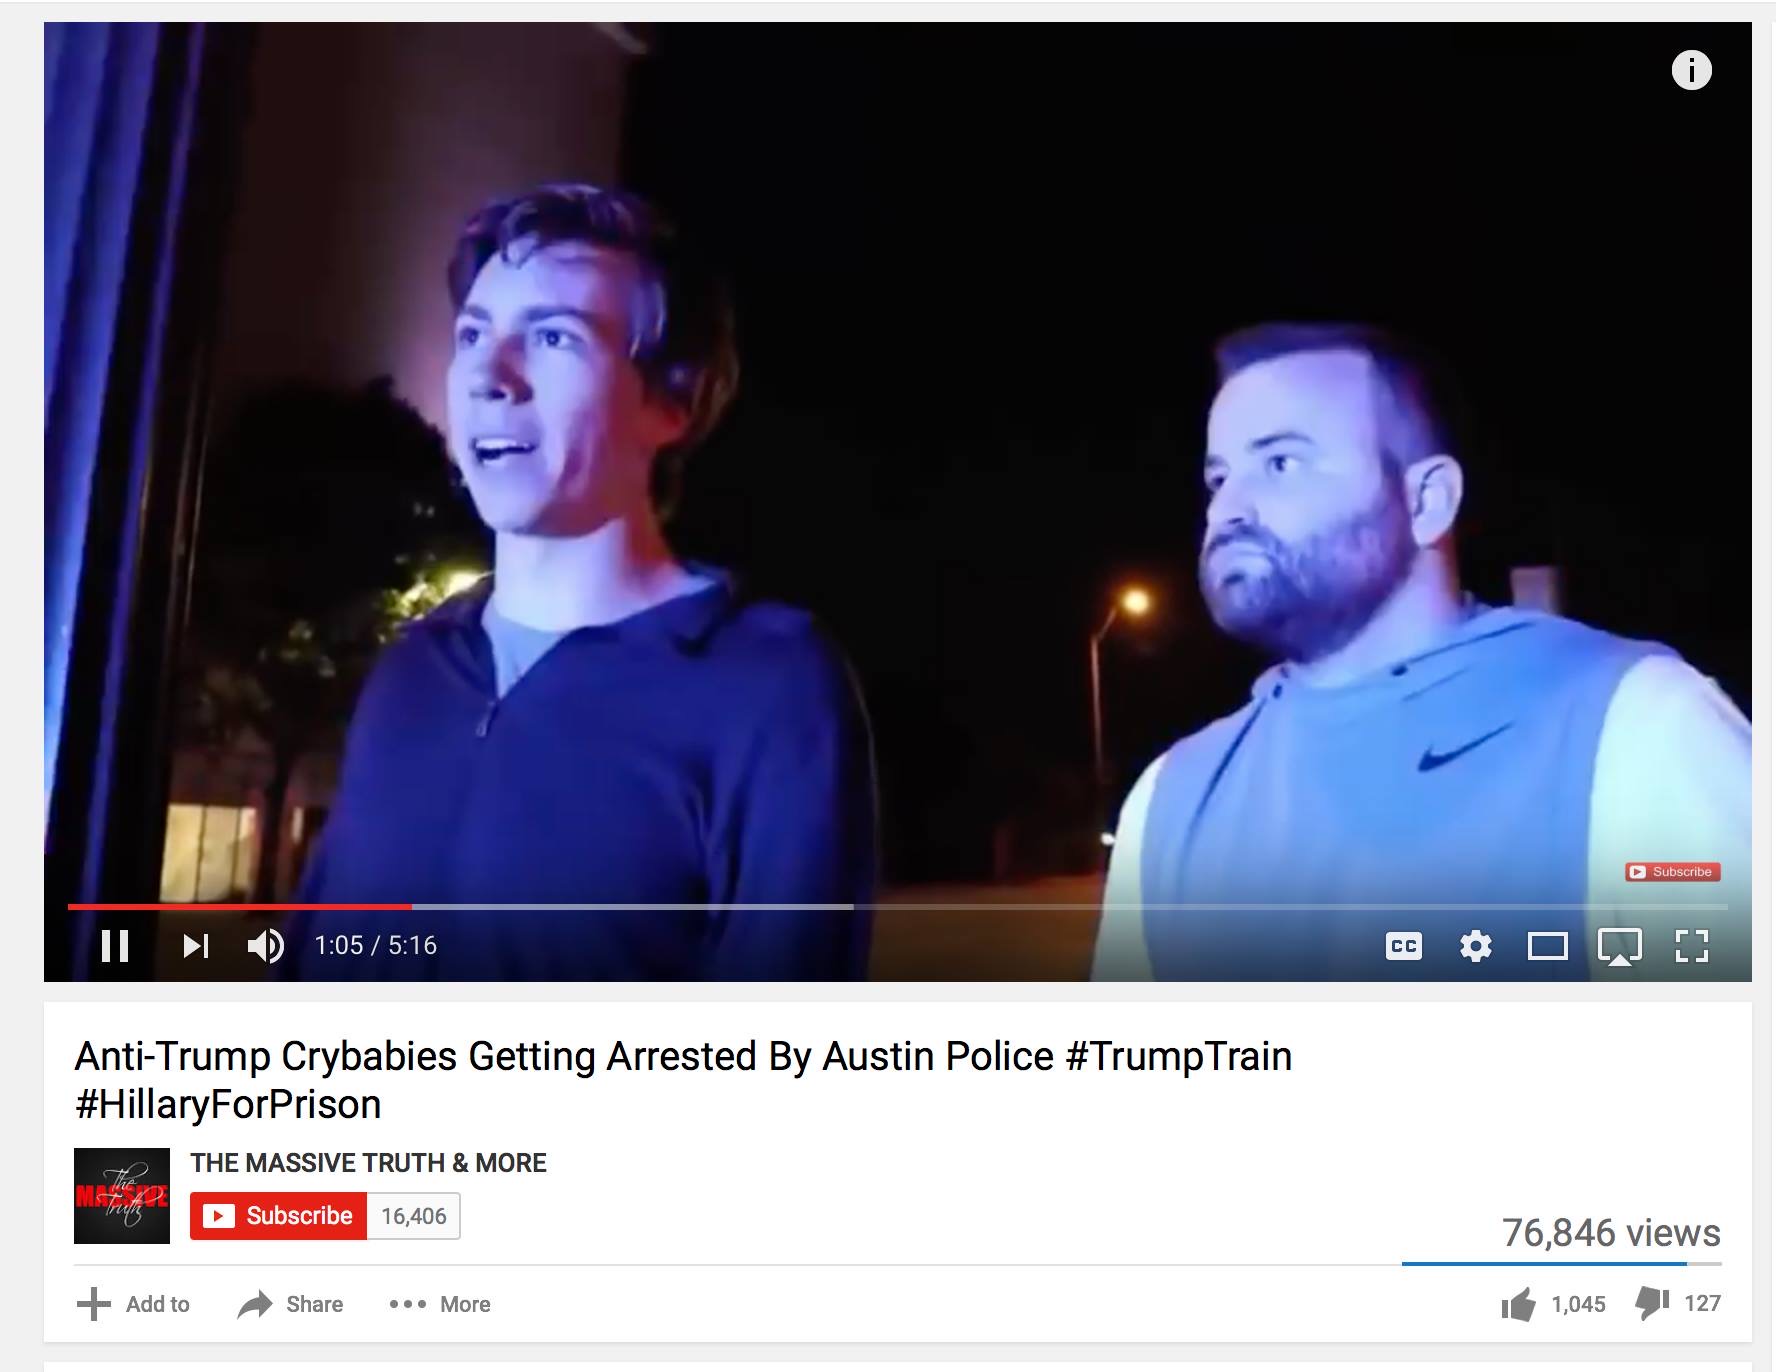 i
Subscribe
1:05 / 5:16
CC
Anti-Trump Crybabies Getting Arrested By Austin Police #TrumpTrain
#HillaryForPrison
The
MASSIVE
Truth
THE MASSIVE TRUTH & MORE
Subscribe 16,406
76,846 views
Add to Share More 1,045 127